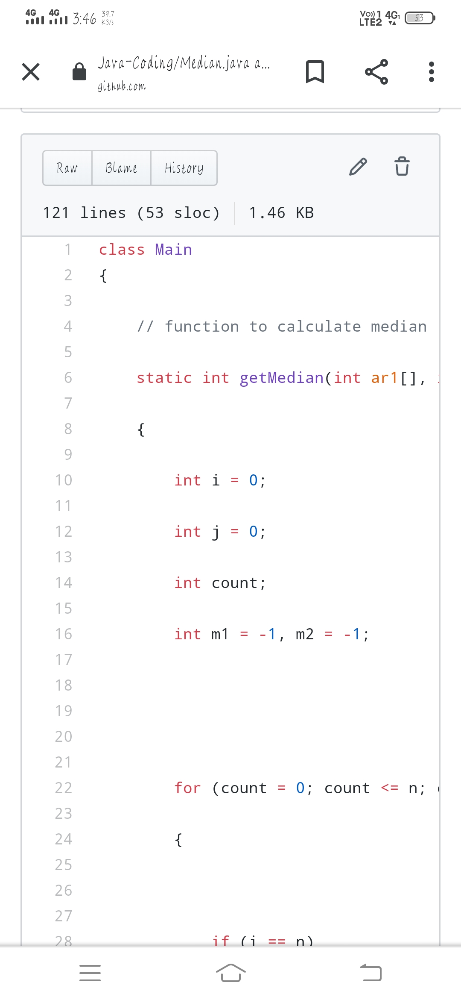 4G 4G 3:46 39.7 KB/s Vo)) 1 LTE2 4G1 53
Java-Coding/Median.java a...
github.com
Raw Blame History
121 lines (53 sloc) 1.46 KB
1 class Main
2 {
3
4 // function to calculate median
5
6 static int getMedian(int ar1[],
7
8 {
9
10 int i = 0;
11
12 int j = 0;
13
14 int count;
15
16 int m1 = -1, m2 = -1;
17
18
19
20
21
22 for (count = 0; count <= n;
23
24 {
25
26
27
28 if (i == n)